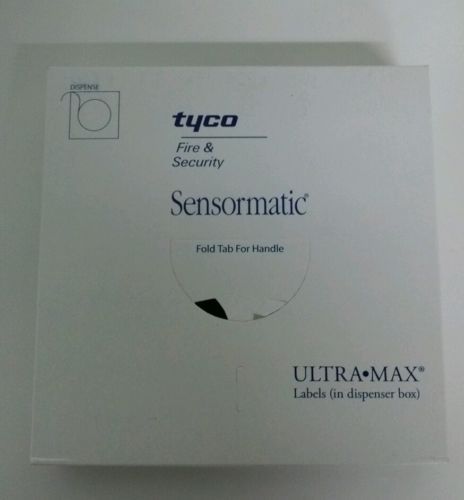 DISPENSE
tyco
Fire &
Security
Sensormatic®
Fold Tab For Handle
ULTRA•MAX®
Labels (in dispenser box)